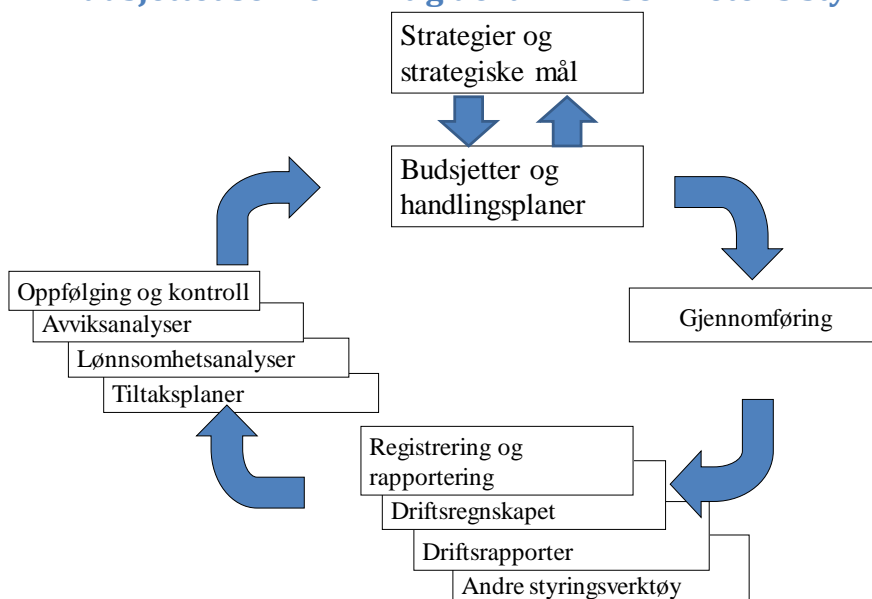 Strategier og
strategiske mål
Budsjetter og
handlingsplaner
Oppfølging og kontroll
Avviksanalyser
Lønnsomhetsanalyser
Tiltaksplaner
Gjennomføring
Registrering og
rapportering
Driftsregnskapet
Driftsrapporter
Andre styringsverktøy